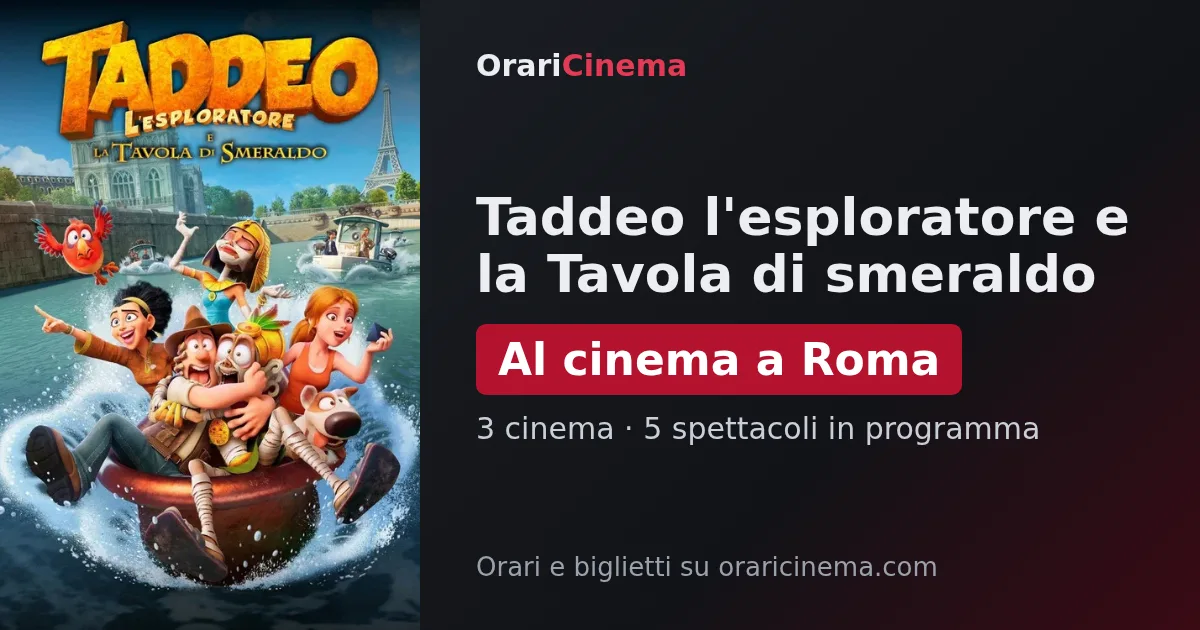 TADDEO
L'ESPLORATORE
E
LA TAVOLA DI SMERALDO
OrariCinema
Taddeo l'esploratore e
la Tavola di smeraldo
Al cinema a Roma
3 cinema · 5 spettacoli in programma
Orari e biglietti su oraricinema.com